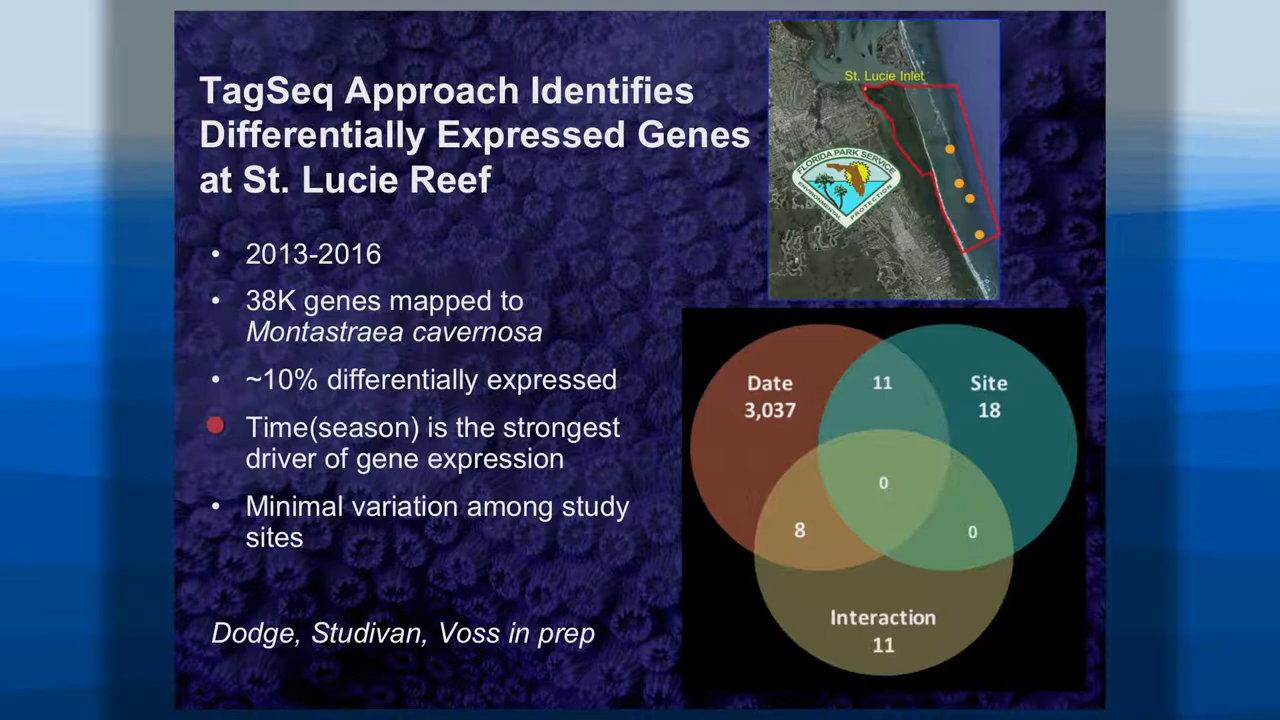 TagSeq Approach Identifies
Differentially Expressed Genes
at St. Lucie Reef
• 2013-2016
• 38K genes mapped to
Montastraea cavernosa
• ~10% differentially expressed
Time(season) is the strongest
driver of gene expression
• Minimal variation among study
sites
Dodge, Studivan, Voss in prep
St. Lucie Inlet
FLORIDA PARK SERVICE
ENVIRONMENTAL PROTECTION
Date
3,037
11
Site
18
0
8
0
Interaction
11